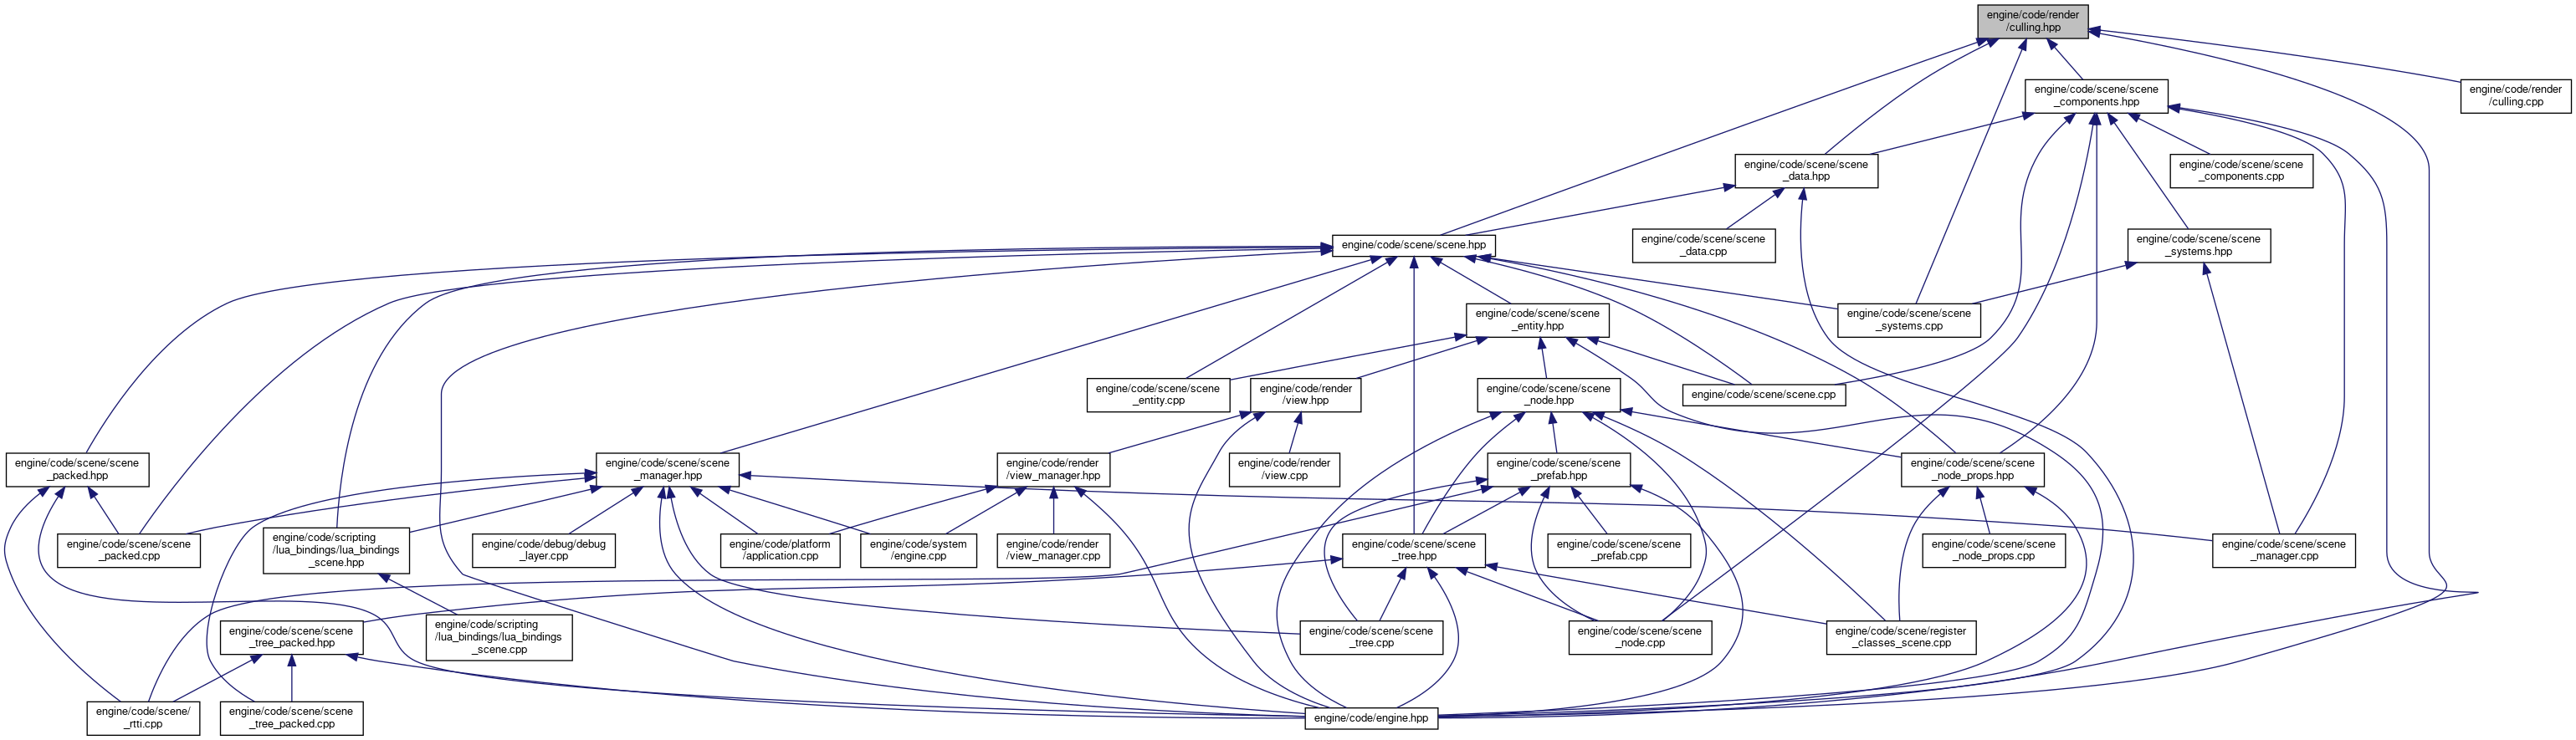 engine/code/render
/culling.hpp
engine/code/scene/scene
_components.hpp
engine/code/render
/culling.cpp
engine/code/scene/scene
_data.hpp
engine/code/scene/scene
_components.cpp
engine/code/scene/scene.hpp
engine/code/scene/scene
_data.cpp
engine/code/scene/scene
_systems.hpp
engine/code/scene/scene
_entity.hpp
engine/code/scene/scene
_systems.cpp
engine/code/scene/scene
_entity.cpp
engine/code/render
/view.hpp
engine/code/scene/scene
_node.hpp
engine/code/scene/scene.cpp
engine/code/scene/scene
_packed.hpp
engine/code/scene/scene
_manager.hpp
engine/code/render
/view_manager.hpp
engine/code/render
/view.cpp
engine/code/scene/scene
_prefab.hpp
engine/code/scene/scene
_node_props.hpp
engine/code/scene/scene
_packed.cpp
engine/code/scripting
/lua_bindings/lua_bindings
_scene.hpp
engine/code/debug/debug
_layer.cpp
engine/code/platform
/application.cpp
engine/code/system
/engine.cpp
engine/code/render
/view_manager.cpp
engine/code/scene/scene
_tree.hpp
engine/code/scene/scene
_prefab.cpp
engine/code/scene/scene
_node_props.cpp
engine/code/scene/scene
_manager.cpp
engine/code/scene/scene
_tree_packed.hpp
engine/code/scripting
/lua_bindings/lua_bindings
_scene.cpp
engine/code/scene/scene
_tree.cpp
engine/code/scene/scene
_node.cpp
engine/code/scene/register
_classes_scene.cpp
engine/code/scene/
_rtti.cpp
engine/code/scene/scene
_tree_packed.cpp
engine/code/engine.hpp